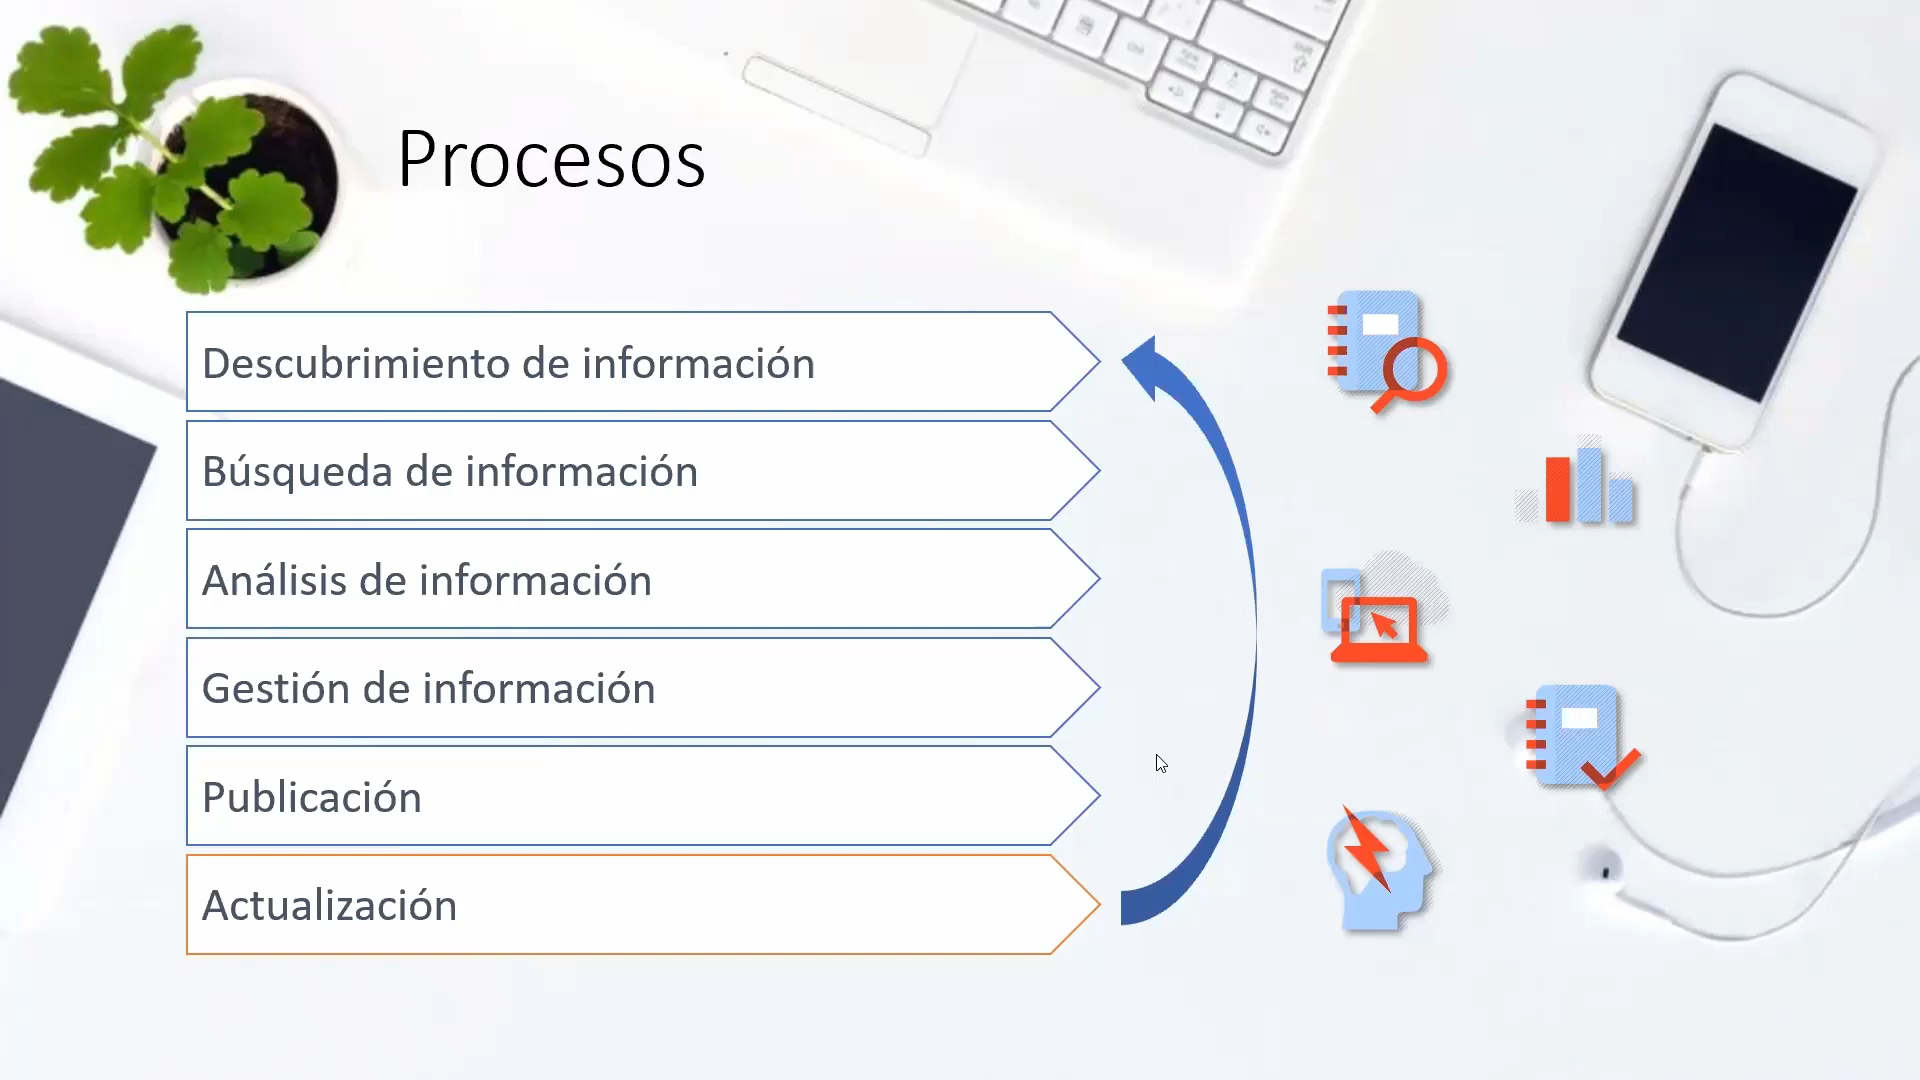 Procesos
Descubrimiento de información
Búsqueda de información
Análisis de información
Gestión de información
Publicación
Actualización